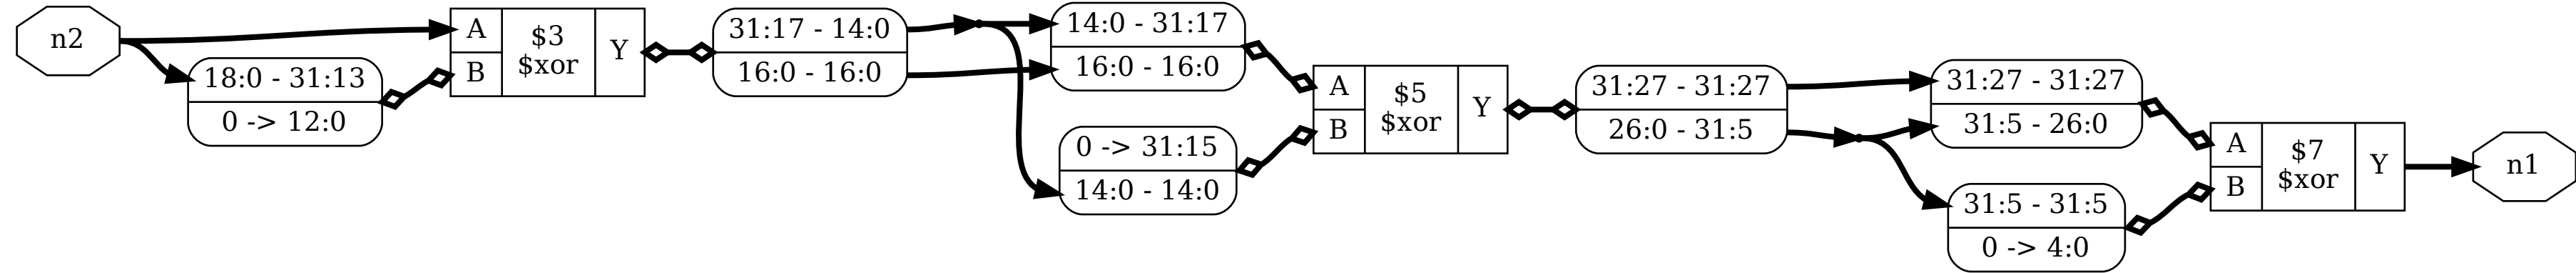 n2
18:0 - 31:13
0 -> 12:0
A
B
$3
$xor
Y
31:17 - 14:0
16:0 - 16:0
14:0 - 31:17
16:0 - 16:0
0 -> 31:15
14:0 - 14:0
A
B
$5
$xor
Y
31:27 - 31:27
26:0 - 31:5
31:27 - 31:27
31:5 - 26:0
31:5 - 31:5
0 -> 4:0
A
B
$7
$xor
Y
n1